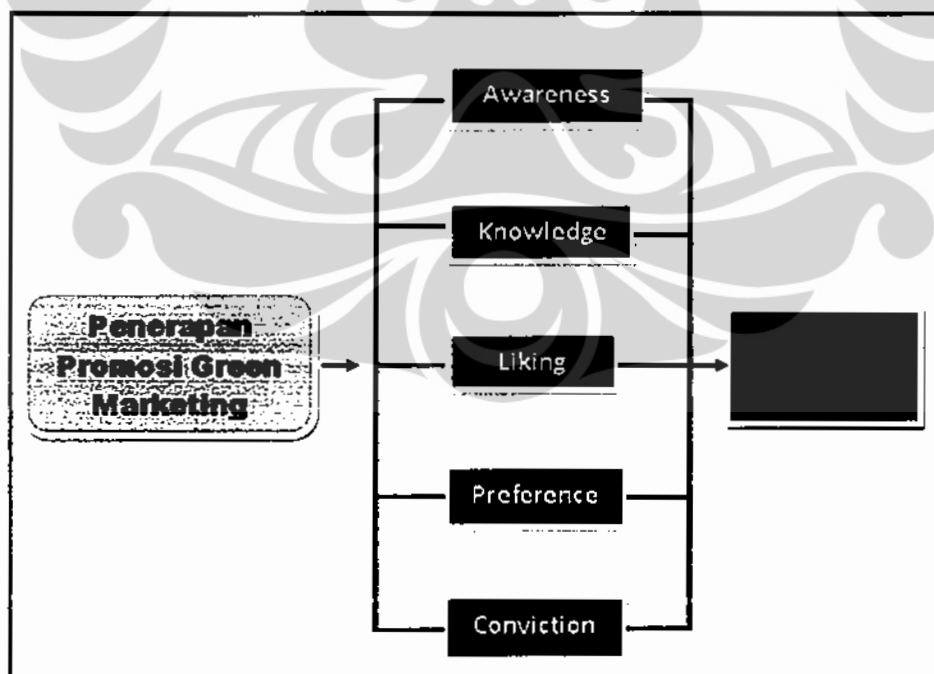 Penerapan
Promosi Green
Marketing
Awareness
Knowledge
Liking
Preference
Conviction